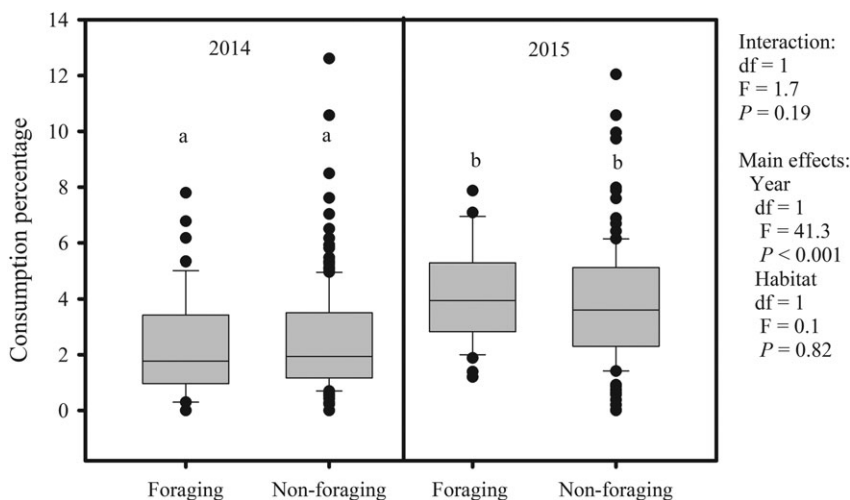 Consumption percentage
14
12
10
8
6
4
2
0
2014
a
a
2015
b
b
Foraging
Non-foraging
Foraging
Non-foraging
Interaction:
df = 1
F = 1.7
P = 0.19
Main effects:
Year
df = 1
F = 41.3
P < 0.001
Habitat
df = 1
F = 0.1
P = 0.82